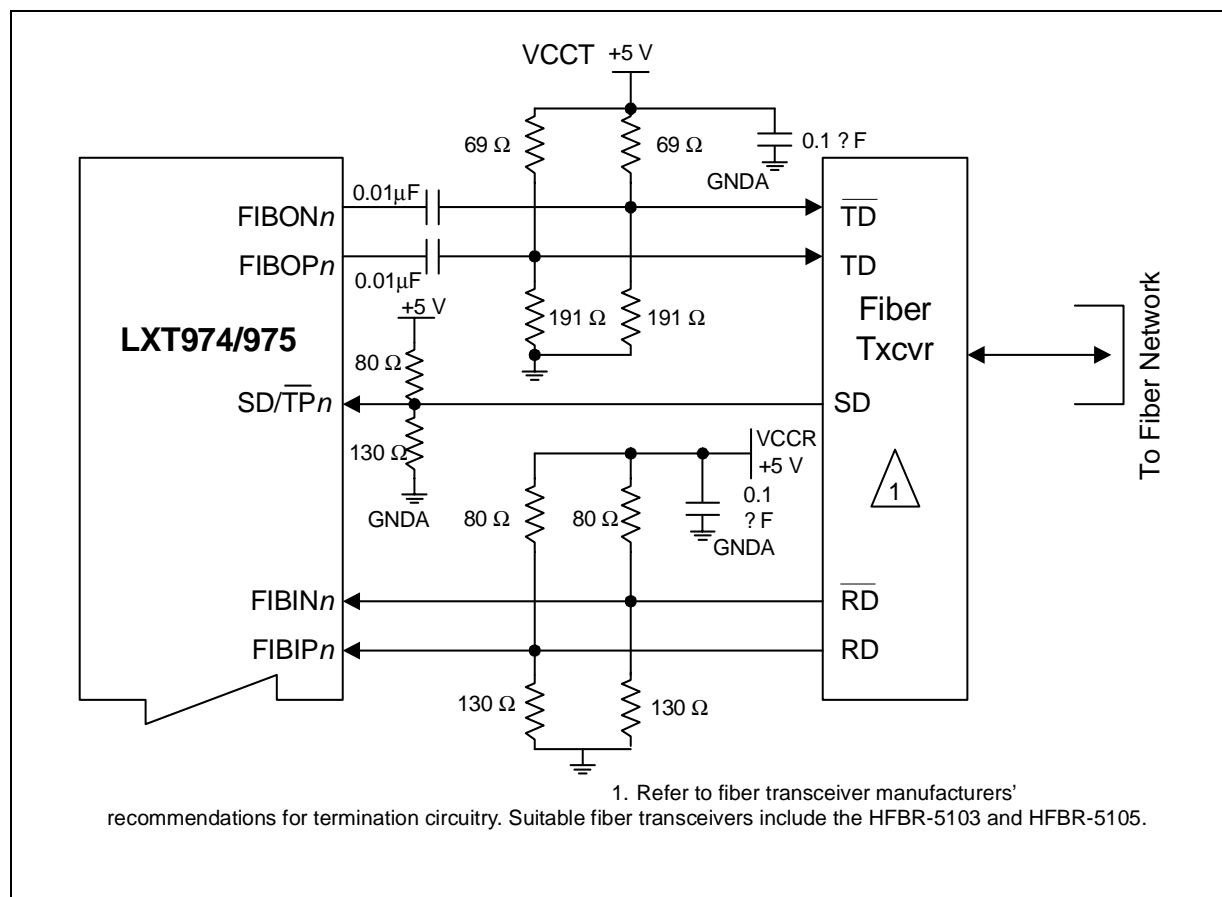 VCCT +5 V
69 Ω
69 Ω
0.1 ? F
GNDA
0.01µF
FIBONn
TD
FIBOPn
TD
0.01µF
+5 V
191 Ω
191 Ω
Fiber
Txcvr
LXT974/975
80 Ω
SD/TPn
SD
130 Ω
GNDA
VCCR
+5 V
0.1
? F
GNDA
80 Ω
80 Ω
1
To Fiber Network
FIBINn
RD
FIBIPn
RD
130 Ω
130 Ω
1. Refer to fiber transceiver manufacturers'
recommendations for termination circuitry. Suitable fiber transceivers include the HFBR-5103 and HFBR-5105.